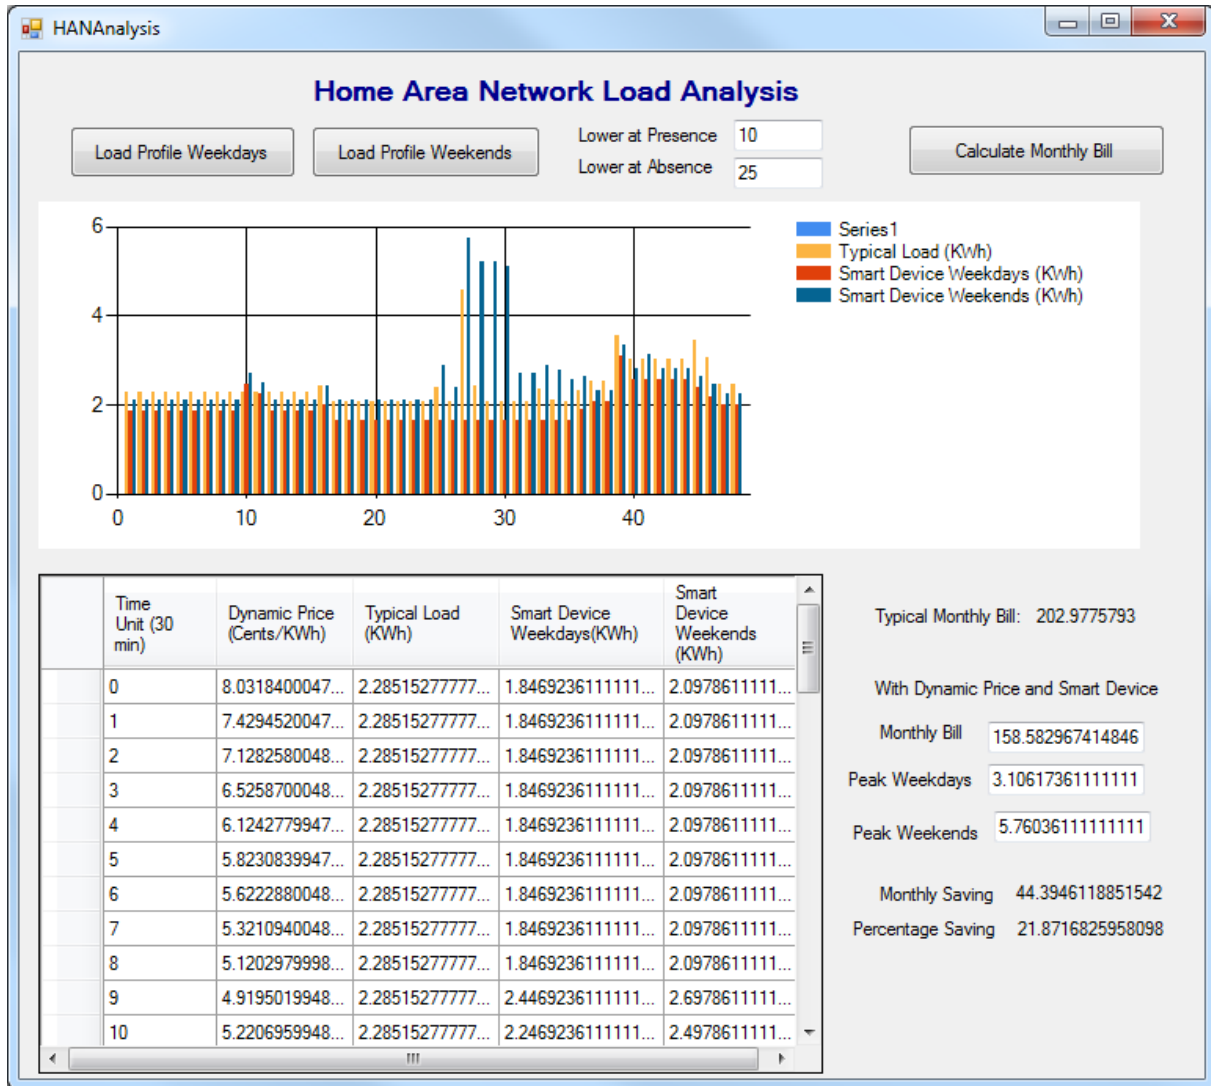 HANAnalysis
Home Area Network Load Analysis
Load Profile Weekdays
Load Profile Weekends
Lower at Presence 10
Lower at Absence 25
Calculate Monthly Bill
6
4
2
0
0 10 20 30 40
Series1
Typical Load (KWh)
Smart Device Weekdays (KWh)
Smart Device Weekends (KWh)
Time
Unit (30
min)
Dynamic Price
(Cents/KWh)
Typical Load
(KWh)
Smart Device
Weekdays(KWh)
Smart
Device
Weekends
(KWh)
0 8.0318400047... 2.28515277777... 1.8469236111111... 2.0978611111...
1 7.4294520047... 2.28515277777... 1.8469236111111... 2.0978611111...
2 7.1282580048... 2.28515277777... 1.8469236111111... 2.0978611111...
3 6.5258700048... 2.28515277777... 1.8469236111111... 2.0978611111...
4 6.1242779947... 2.28515277777... 1.8469236111111... 2.0978611111...
5 5.8230839947... 2.28515277777... 1.8469236111111... 2.0978611111...
6 5.6222880048... 2.28515277777... 1.8469236111111... 2.0978611111...
7 5.3210940048... 2.28515277777... 1.8469236111111... 2.0978611111...
8 5.1202979998... 2.28515277777... 1.8469236111111... 2.0978611111...
9 4.9195019948... 2.28515277777... 2.4469236111111... 2.6978611111...
10 5.2206959948... 2.28515277777... 2.2469236111111... 2.4978611111...
Typical Monthly Bill: 202.9775793
With Dynamic Price and Smart Device
Monthly Bill 158.582967414846
Peak Weekdays 3.10617361111111
Peak Weekends 5.76036111111111
Monthly Saving 44.3946118851542
Percentage Saving 21.8716825958098